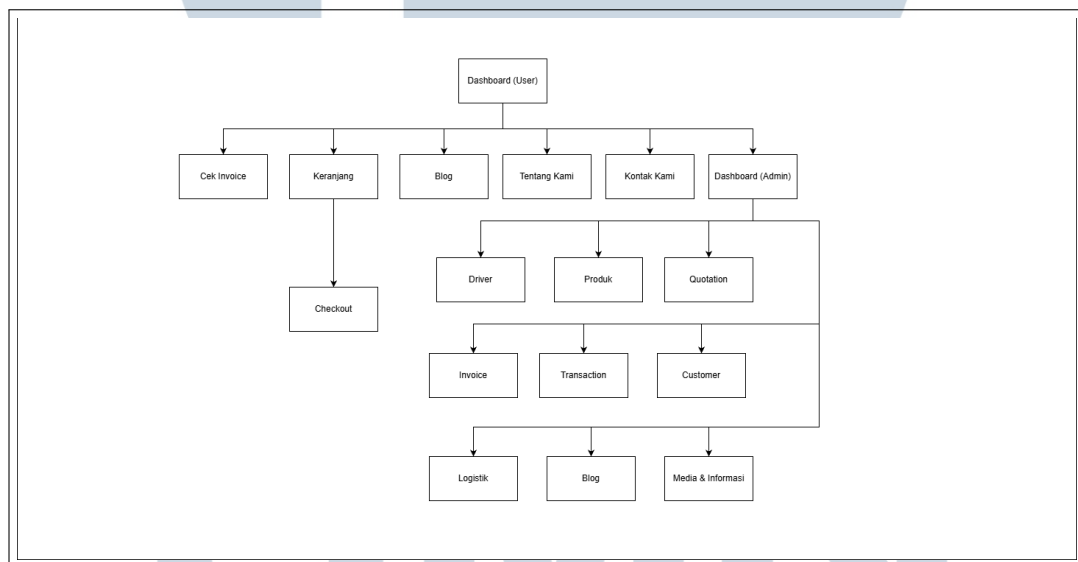 Dashboard (User)
Cek Invoice
Keranjang
Blog
Tentang Kami
Kontak Kami
Dashboard (Admin)
Driver
Produk
Quotation
Checkout
Invoice
Transaction
Customer
Logistik
Blog
Media & Informasi